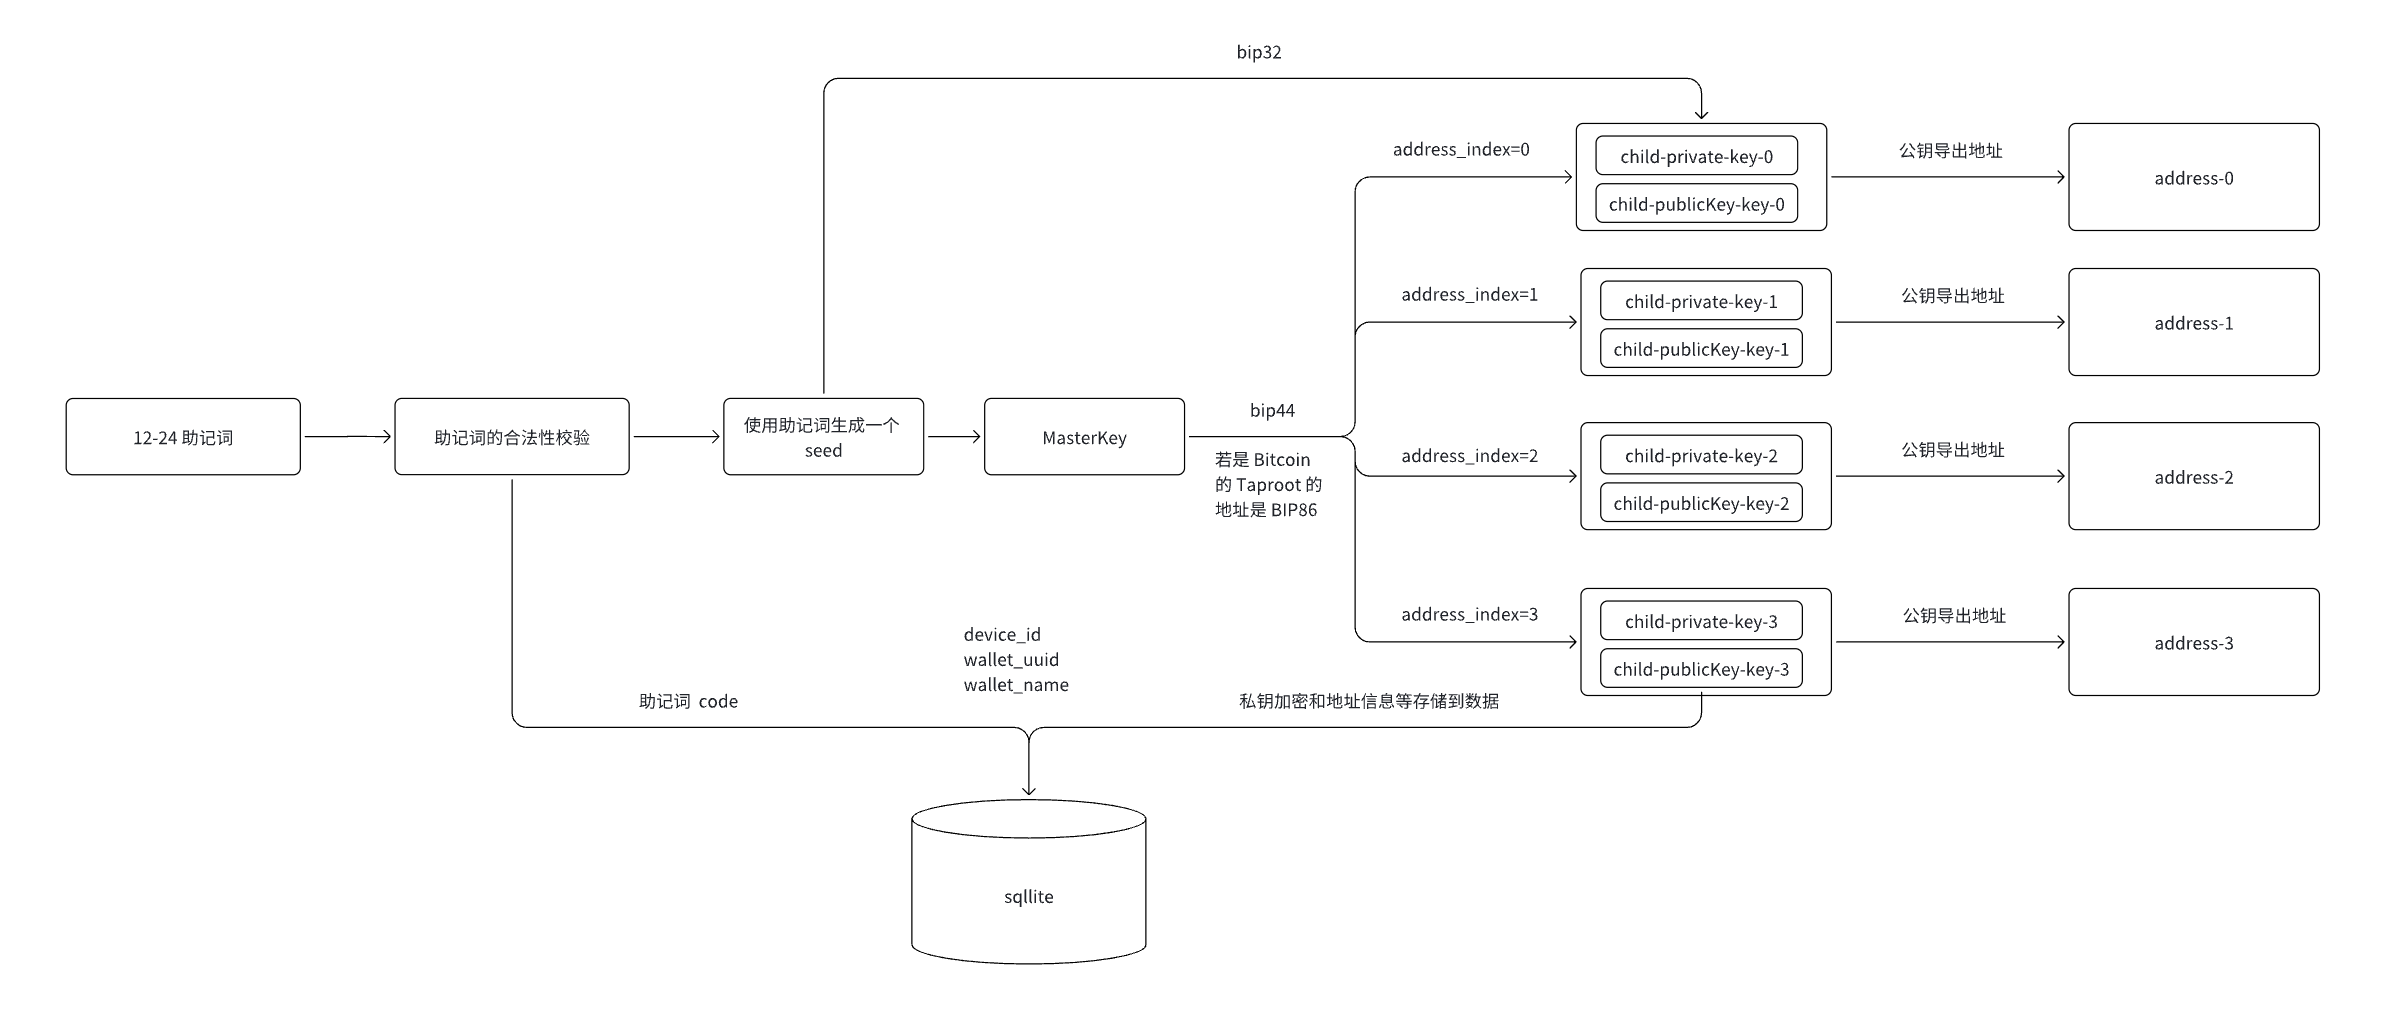 bip32
address_index=0
child-private-key-0
child-publicKey-key-0
公钥导出地址
address-0
address_index=1
child-private-key-1
child-publicKey-key-1
公钥导出地址
address-1
12-24 助记词
助记词的合法性校验
使用助记词生成一个
seed
MasterKey
bip44
若是 Bitcoin
的 Taproot 的
地址是 BIP86
address_index=2
child-private-key-2
child-publicKey-key-2
公钥导出地址
address-2
address_index=3
child-private-key-3
child-publicKey-key-3
公钥导出地址
address-3
device_id
wallet_uuid
wallet_name
助记词 code
私钥加密和地址信息等存储到数据
sqllite